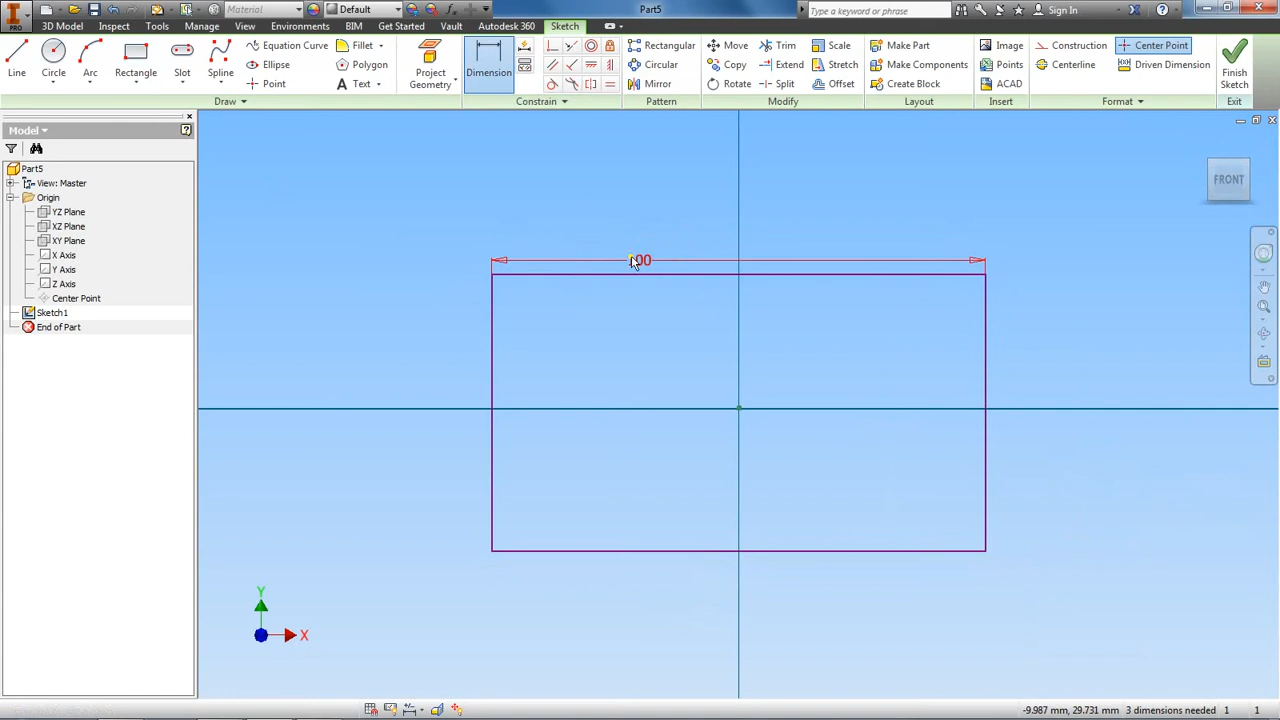 Material
Default
Part5
Type a keyword or phrase
Sign In
PRO
3D Model Inspect Tools Manage View Environments BIM Get Started Vault Autodesk 360 Sketch
Line
Circle
Arc
Rectangle
Slot
Spline
Equation Curve
Ellipse
Point
Fillet
Polygon
Text
Project Geometry
Dimension
Rectangular
Circular
Mirror
Move
Copy
Rotate
Trim
Extend
Split
Scale
Stretch
Offset
Make Part
Make Components
Create Block
Image
Points
ACAD
Construction
Centerline
Center Point
Driven Dimension
Finish Sketch
Draw Constrain Pattern Modify Layout Insert Format Exit
Model
Part5
View: Master
Origin
YZ Plane
XZ Plane
XY Plane
X Axis
Y Axis
Z Axis
Center Point
Sketch1
End of Part
FRONT
Y
X
-9.987 mm, 29.731 mm 3 dimensions needed 1 1